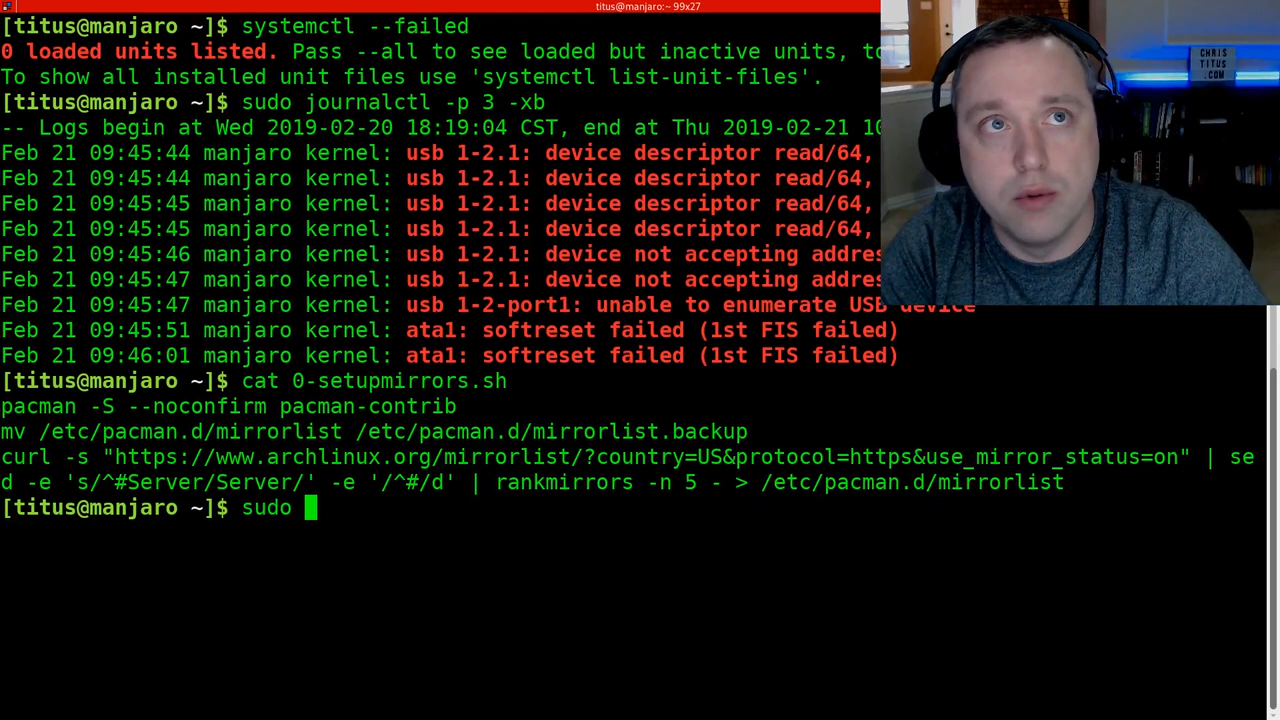 titus@manjaro:~ 99x27
[titus@manjaro ~]$ systemctl --failed
0 loaded units listed. Pass --all to see loaded but inactive units, to
To show all installed unit files use 'systemctl list-unit-files'.
[titus@manjaro ~]$ sudo journalctl -p 3 -xb
-- Logs begin at Wed 2019-02-20 18:19:04 CST, end at Thu 2019-02-21 10
Feb 21 09:45:44 manjaro kernel: usb 1-2.1: device descriptor read/64,
Feb 21 09:45:44 manjaro kernel: usb 1-2.1: device descriptor read/64,
Feb 21 09:45:45 manjaro kernel: usb 1-2.1: device descriptor read/64,
Feb 21 09:45:45 manjaro kernel: usb 1-2.1: device descriptor read/64,
Feb 21 09:45:46 manjaro kernel: usb 1-2.1: device not accepting addres
Feb 21 09:45:47 manjaro kernel: usb 1-2.1: device not accepting addres
Feb 21 09:45:47 manjaro kernel: usb 1-2-port1: unable to enumerate USB device
Feb 21 09:45:51 manjaro kernel: ata1: softreset failed (1st FIS failed)
Feb 21 09:46:01 manjaro kernel: ata1: softreset failed (1st FIS failed)
[titus@manjaro ~]$ cat 0-setupmirrors.sh
pacman -S --noconfirm pacman-contrib
mv /etc/pacman.d/mirrorlist /etc/pacman.d/mirrorlist.backup
curl -s "https://www.archlinux.org/mirrorlist/?country=US&protocol=https&use_mirror_status=on" | se
d -e 's/^#Server/Server/' -e '/^#/d' | rankmirrors -n 5 - > /etc/pacman.d/mirrorlist
[titus@manjaro ~]$ sudo
CHRIS
TITUS
.COM